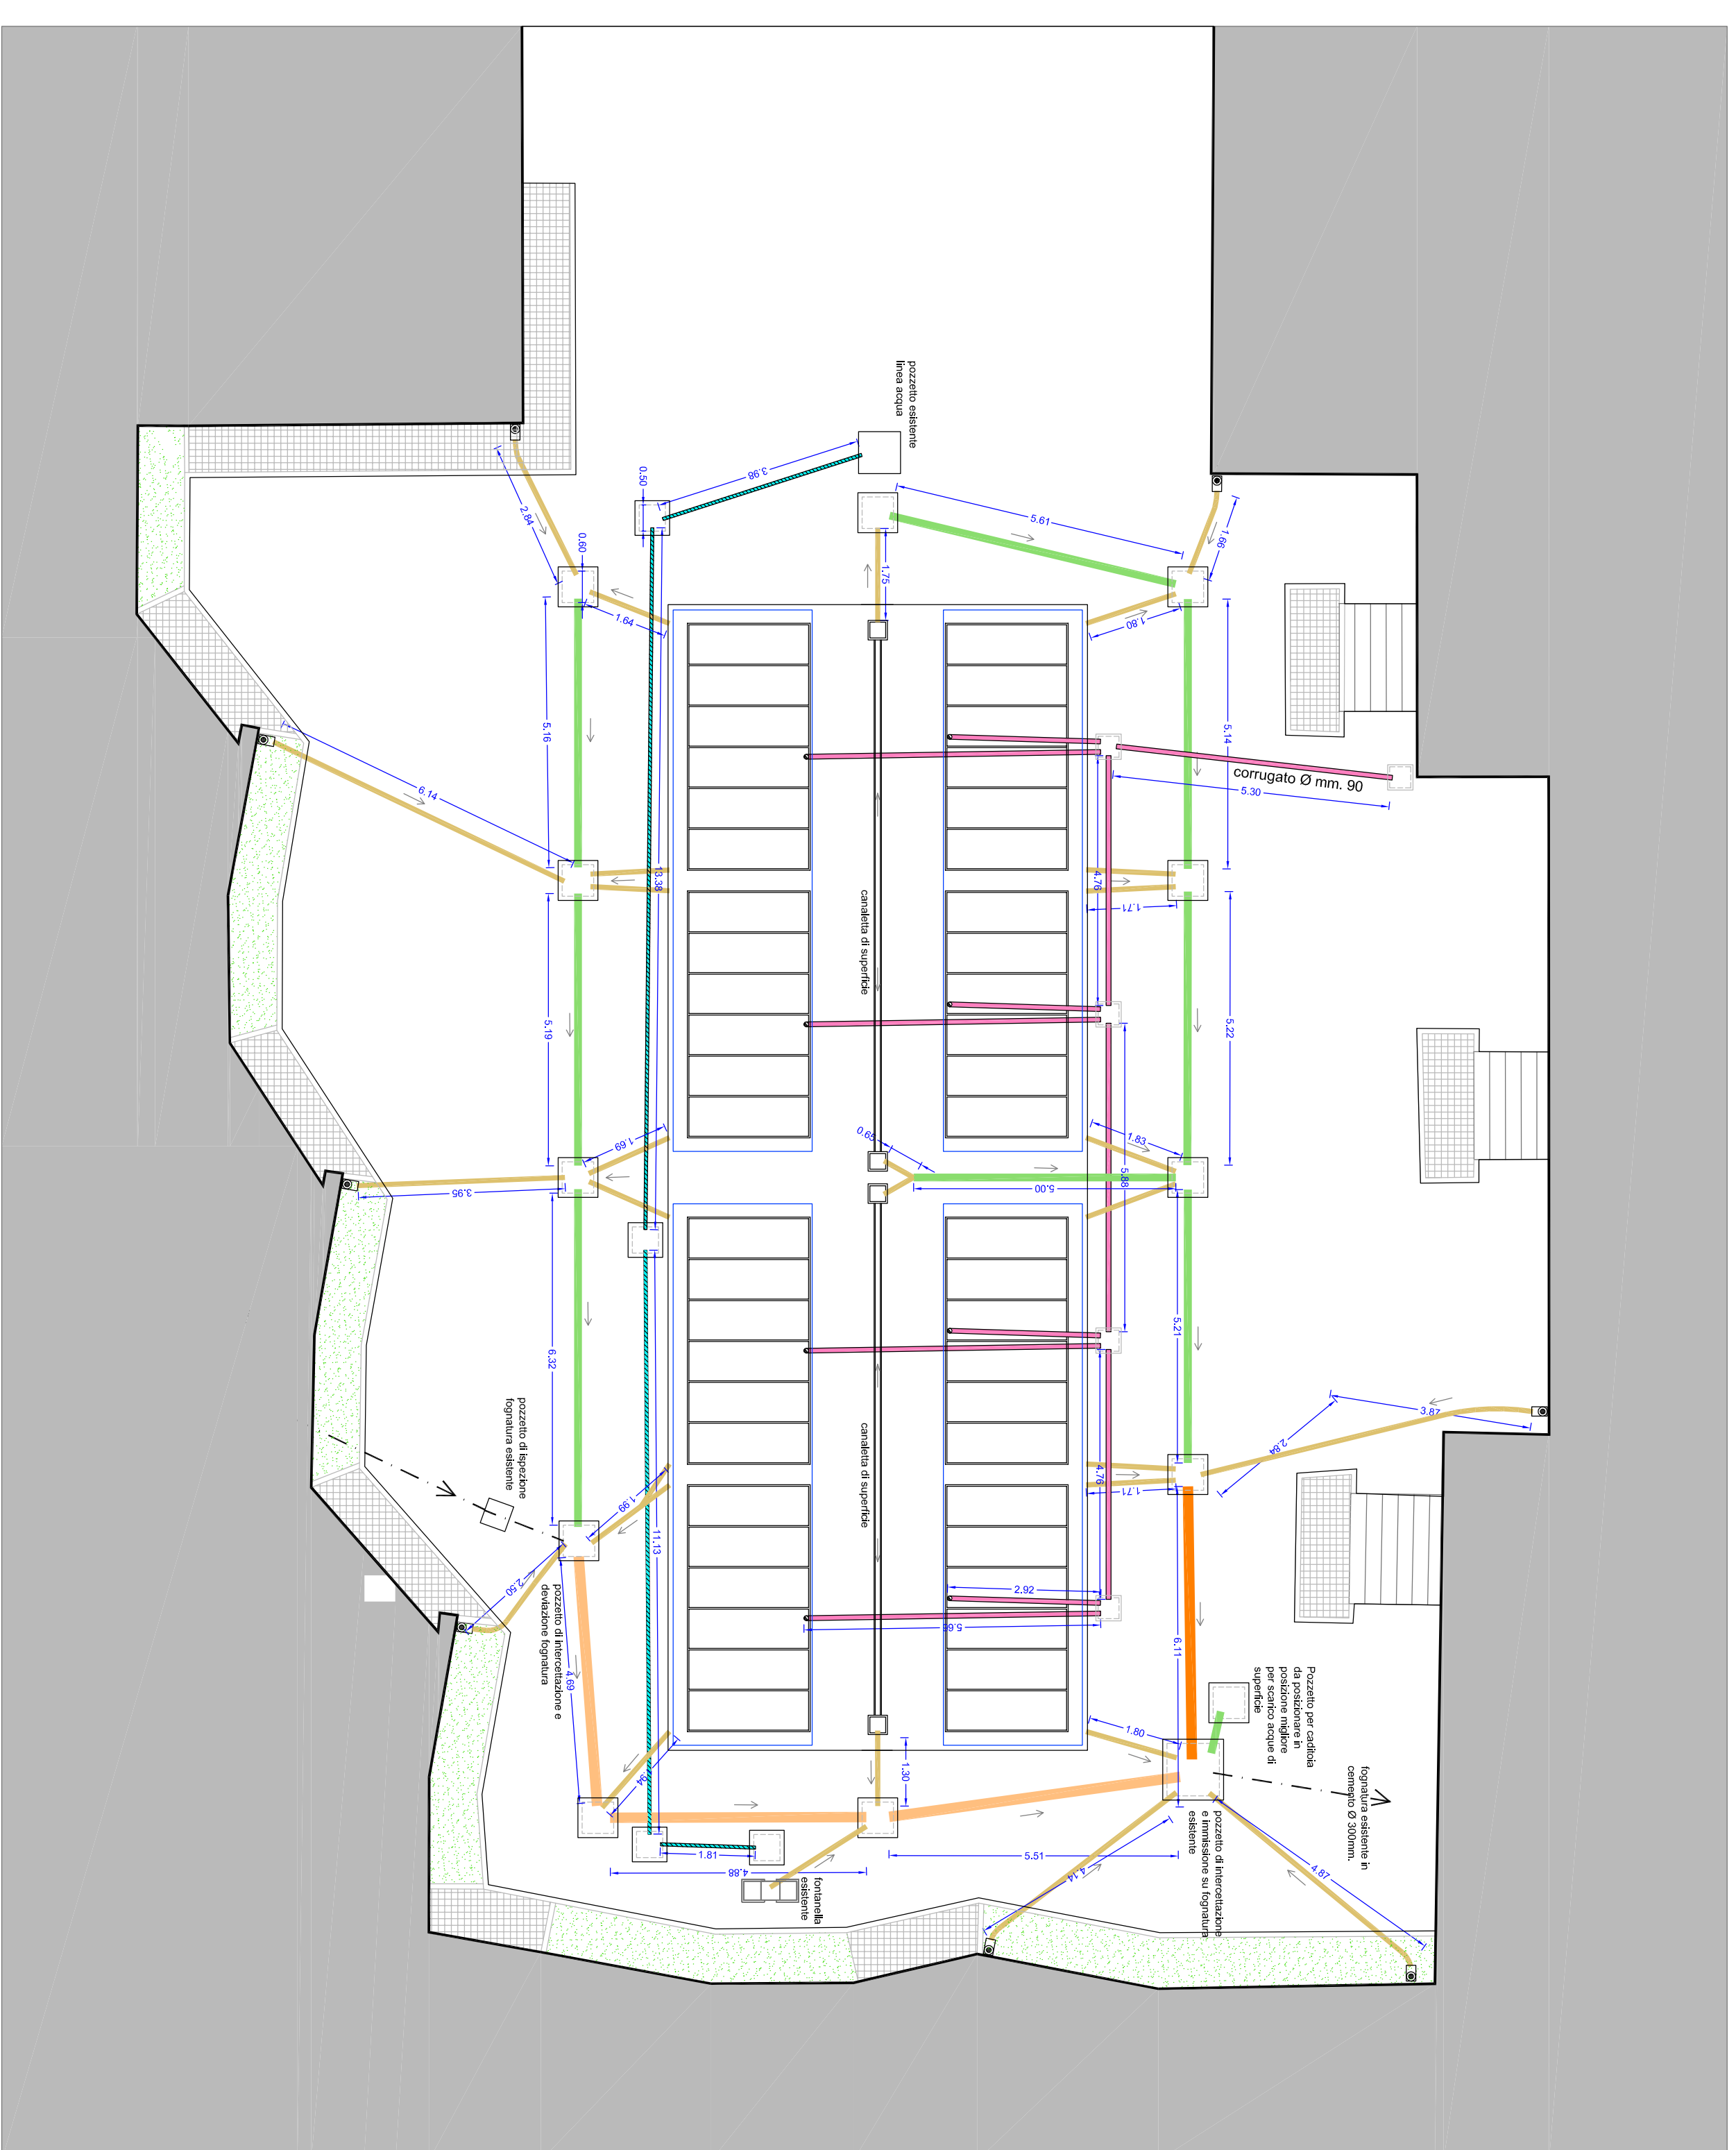 pozzetto esistente
linea acqua
3.98
0.50
5.61
1.66
2.84
0.60
1.75
1.64
1.80
5.16
5.14
corrugato Ø mm. 90
5.30
6.14
13.38
4.76
canaletta di superficie
1.71
5.19
5.22
0.65
1.69
1.83
5.88
5.00
3.95
6.32
5.21
3.87
2.84
pozzetto di ispezione
fognatura esistente
canaletta di superficie
4.76
1.71
1.99
11.13
2.50
pozzetto di intercettazione e
deviazione fognatura
2.92
5.66
6.11
4.69
Pozzetto per caditoia
da posizionare in
posizione migliore
per scarico acque di
superficie
1.80
1.30
4.94
fognatura esistente in
cemento Ø 300mm.
pozzetto di intercettazione
e immissione su fognatura
esistente
1.81
4.88
5.51
4.14
4.87
fontanella
esistente